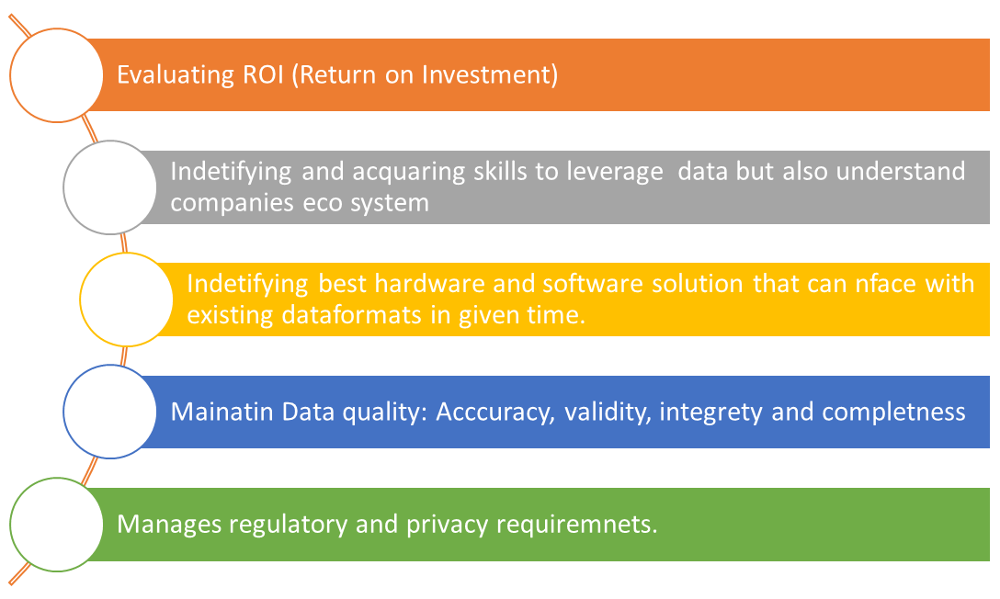 Evaluating ROI (Return on Investment)
Indetifying and acquaring skills to leverage  data but also understand
companies eco system
Indetifying best hardware and software solution that can nface with
existing dataformats in given time.
Mainatin Data quality: Acccuracy, validity, integrety and completness
Manages regulatory and privacy requiremnets.